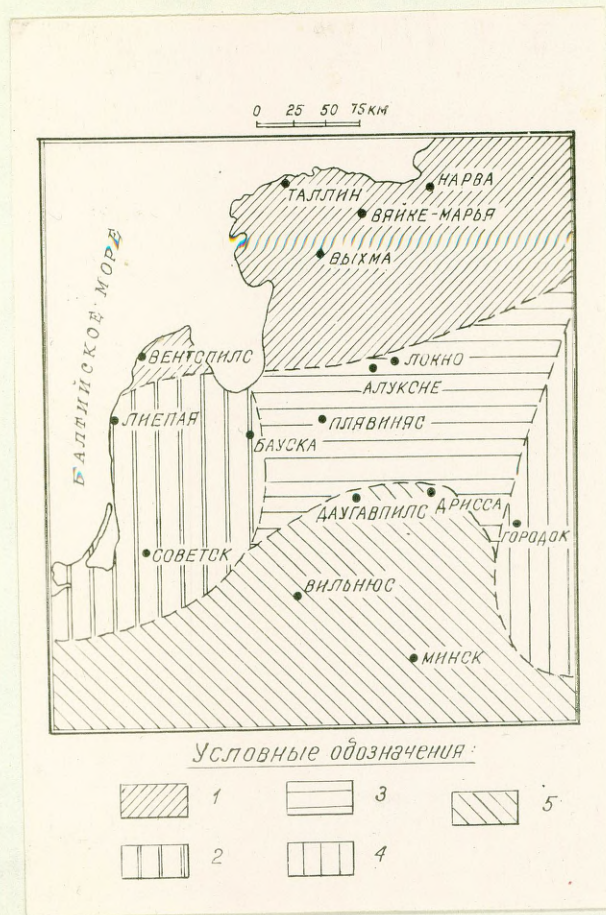 0 25 50 75 КМ
ТАЛЛИН
НАРВА
ВЯЙКЕ-МАРЬЯ
ВЫХМА
БАЛТИЙСКОЕ МОРЕ
ВЕНТСПИЛС
ЛОКНО
АЛУКСНЕ
ЛИЕПАЯ
ПЛЯВИНЯС
БАУСКА
ДАУГАВПИЛС
ДРИССА
ГОРОДОК
СОВЕТСК
ВИЛЬНЮС
МИНСК
Условные обозначения:
1 3 5
2 4